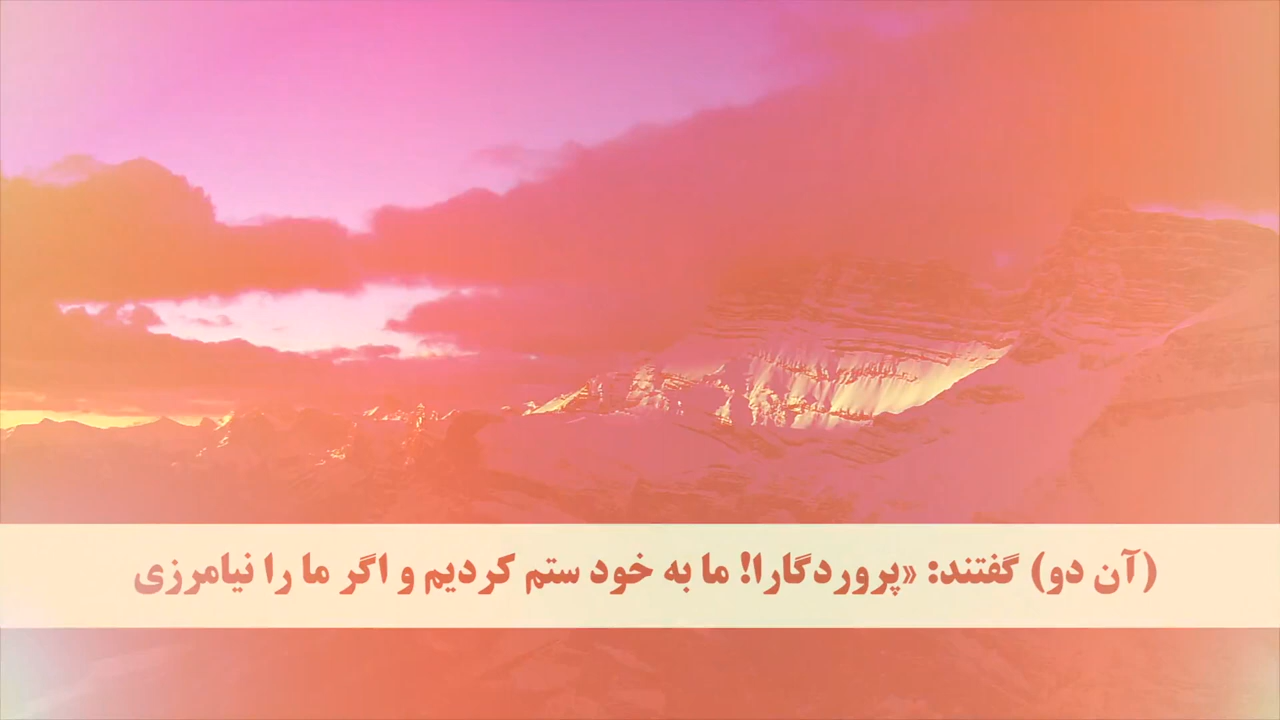 (آن دو) گفتند: «پروردگارا! ما به خود ستم کردیم و اگر ما را نیامرزی